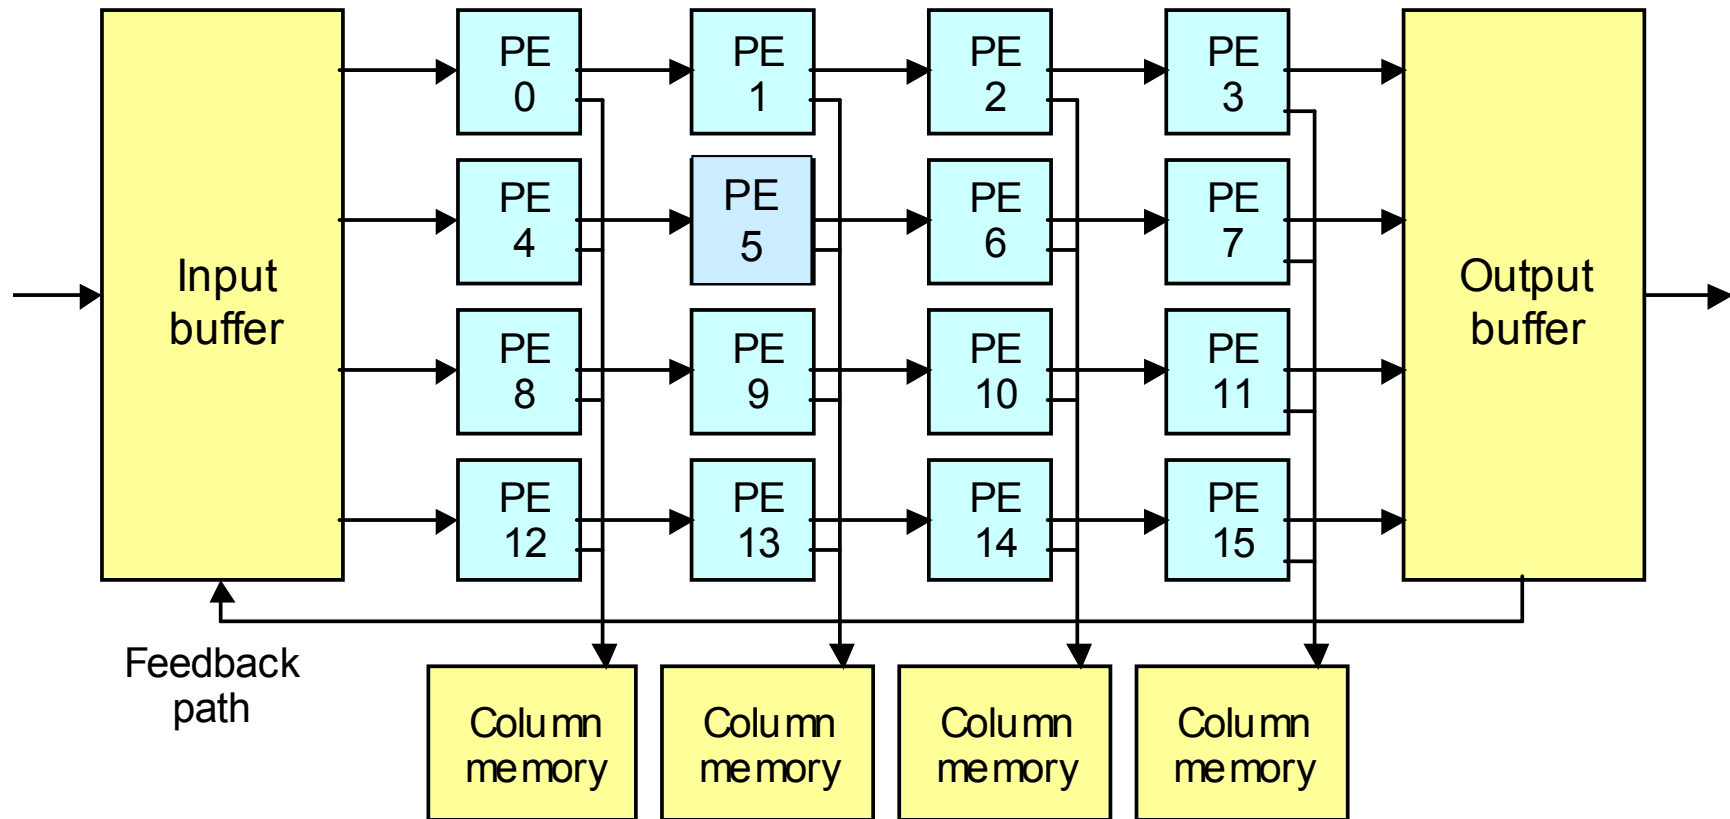 PE
0
PE
1
PE
2
PE
3
PE
4
PE
5
PE
6
PE
7
Input
buffer
Output
buffer
PE
8
PE
9
PE
10
PE
11
PE
12
PE
13
PE
14
PE
15
Feedback
path
Column
memory
Column
memory
Column
memory
Column
memory